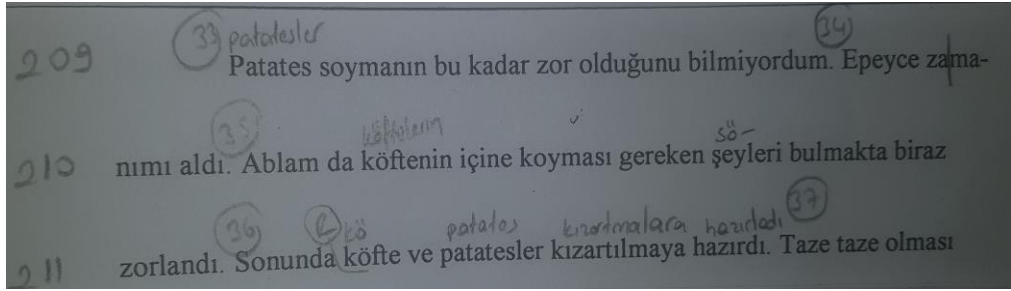 33 patatesler 34
209 Patates soymanın bu kadar zor olduğunu bilmiyordum. Epeyce zama-
35 köftelerin sö-
210 nımı aldı. Ablam da köftenin içine koyması gereken şeyleri bulmakta biraz
36 kö patates kızartmalara hazırladı 37
211 zorlandı. Sonunda köfte ve patatesler kızartılmaya hazırdı. Taze taze olması